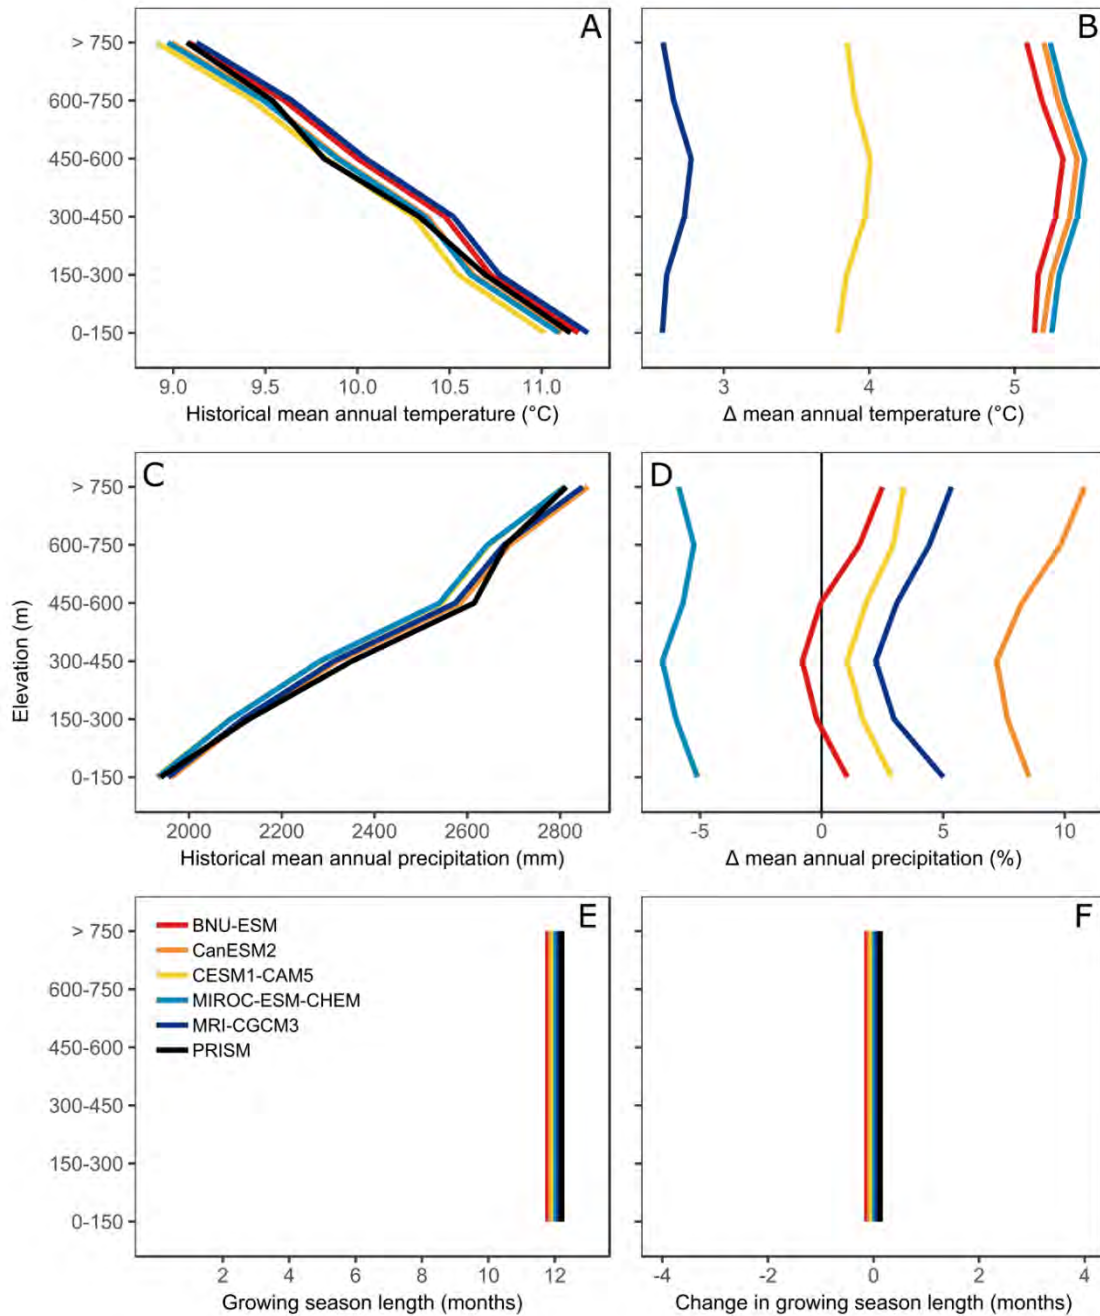 A
> 750
600-750
450-600
300-450
150-300
0-150
9.0 9.5 10.0 10.5 11.0
Historical mean annual temperature (°C)
B
3 4 5
Δ mean annual temperature (°C)
C
> 750
600-750
450-600
300-450
150-300
0-150
Elevation (m)
2000 2200 2400 2600 2800
Historical mean annual precipitation (mm)
D
-5 0 5 10
Δ mean annual precipitation (%)
E
> 750
600-750
450-600
300-450
150-300
0-150
BNU-ESM
CanESM2
CESM1-CAM5
MIROC-ESM-CHEM
MRI-CGCM3
PRISM
2 4 6 8 10 12
Growing season length (months)
F
-4 -2 0 2 4
Change in growing season length (months)